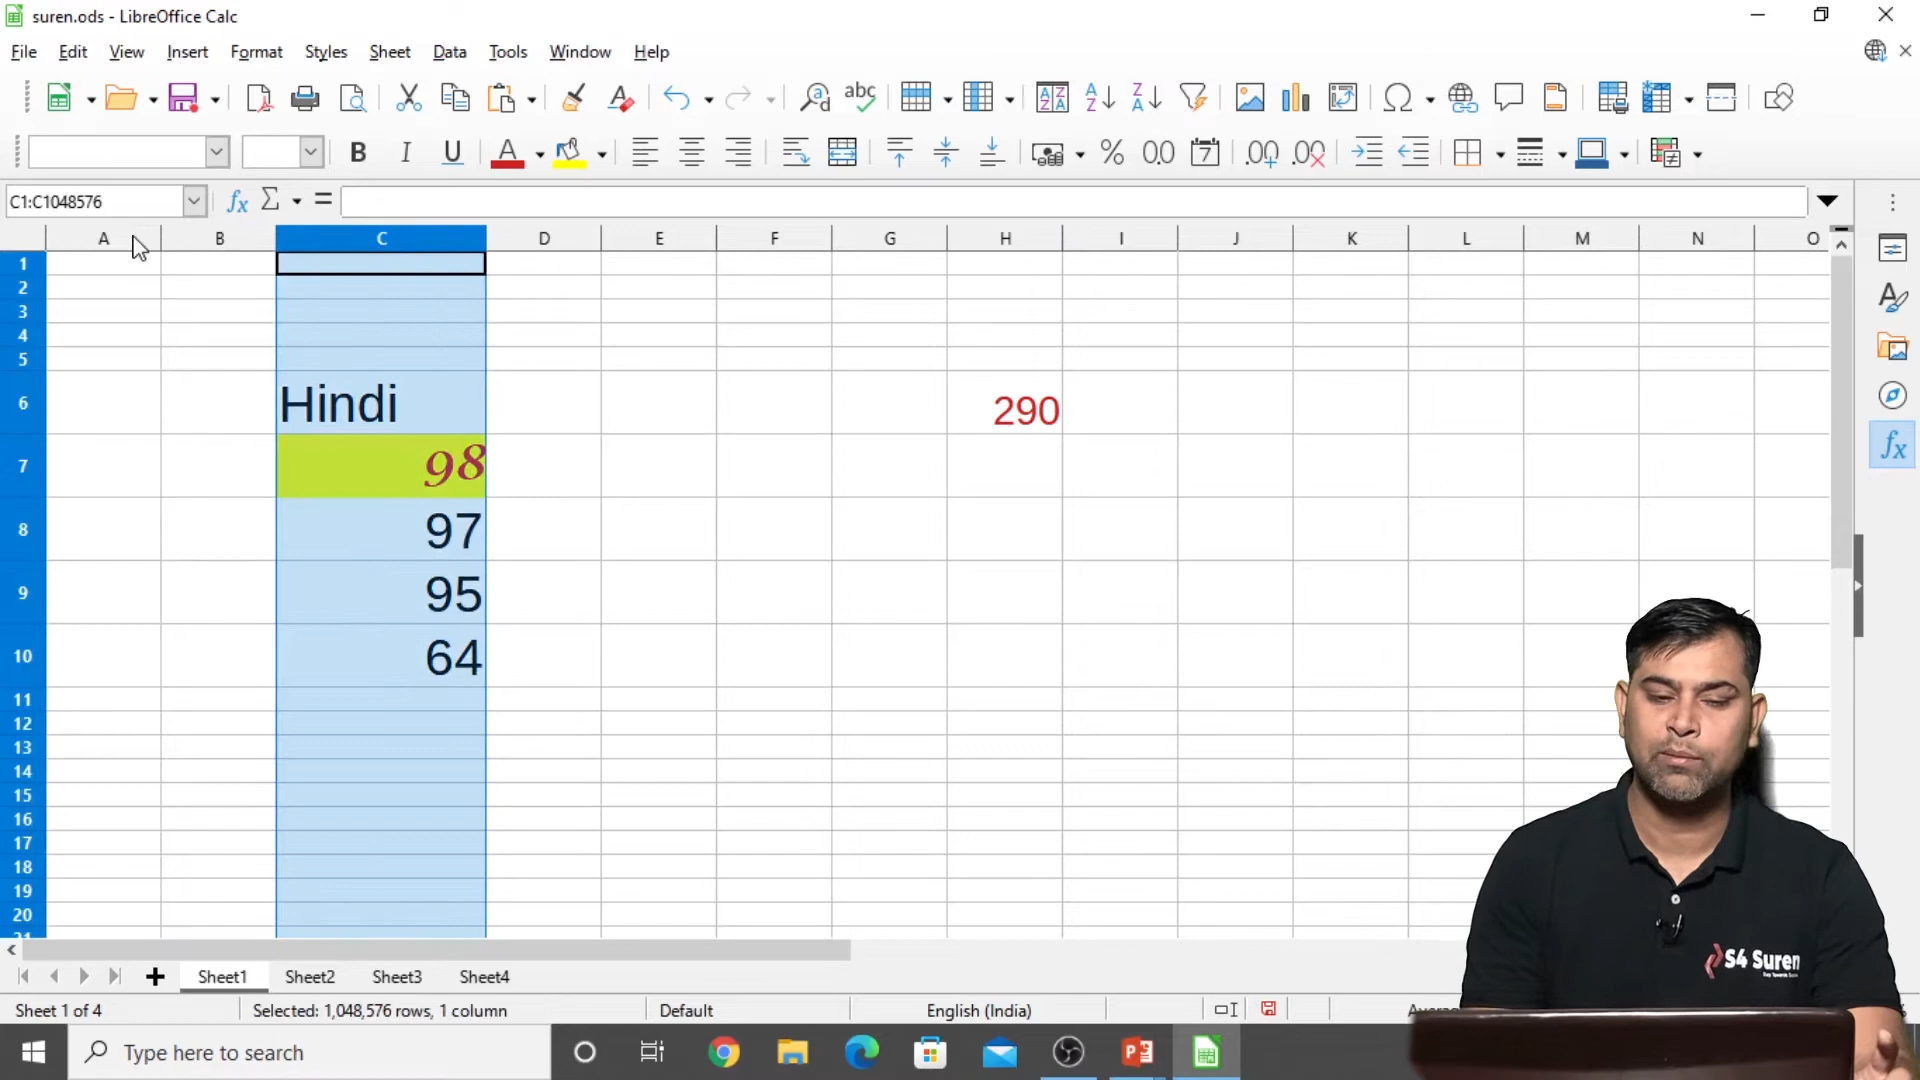 suren.ods - LibreOffice Calc
File Edit View Insert Format Styles Sheet Data Tools Window Help
C1:C1048576
A B C D E F G H I J K L M N O
1
2
3
4
5
6 Hindi 290
7 98
8 97
9 95
10 64
11
12
13
14
15
16
17
18
19
20
S4 Suren
Sheet1 Sheet2 Sheet3 Sheet4
Sheet 1 of 4 Selected: 1,048,576 rows, 1 column Default English (India)
Type here to search